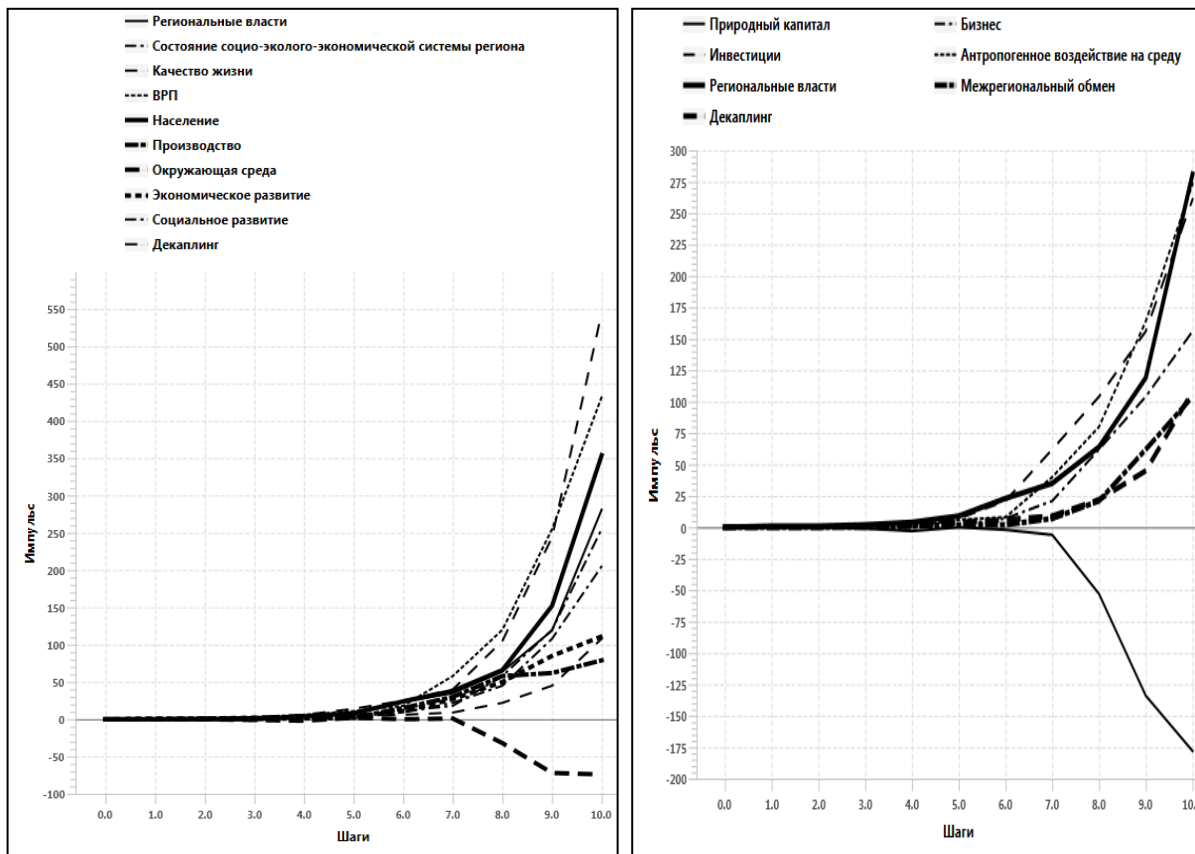 Региональные власти
Состояние социо-эколого-экономической системы региона
Качество жизни
ВРП
Население
Производство
Окружающая среда
Экономическое развитие
Социальное развитие
Декаплинг
550
500
450
400
350
300
250
200
150
100
50
0
-50
-100
Импульс
0.0 1.0 2.0 3.0 4.0 5.0 6.0 7.0 8.0 9.0 10.0
Шаги
Природный капитал Бизнес
Инвестиции Антропогенное воздействие на среду
Региональные власти Межрегиональный обмен
Декаплинг
300
275
250
225
200
175
150
125
100
75
50
25
0
-25
-50
-75
-100
-125
-150
-175
-200
Импульс
0.0 1.0 2.0 3.0 4.0 5.0 6.0 7.0 8.0 9.0 10.
Шаги